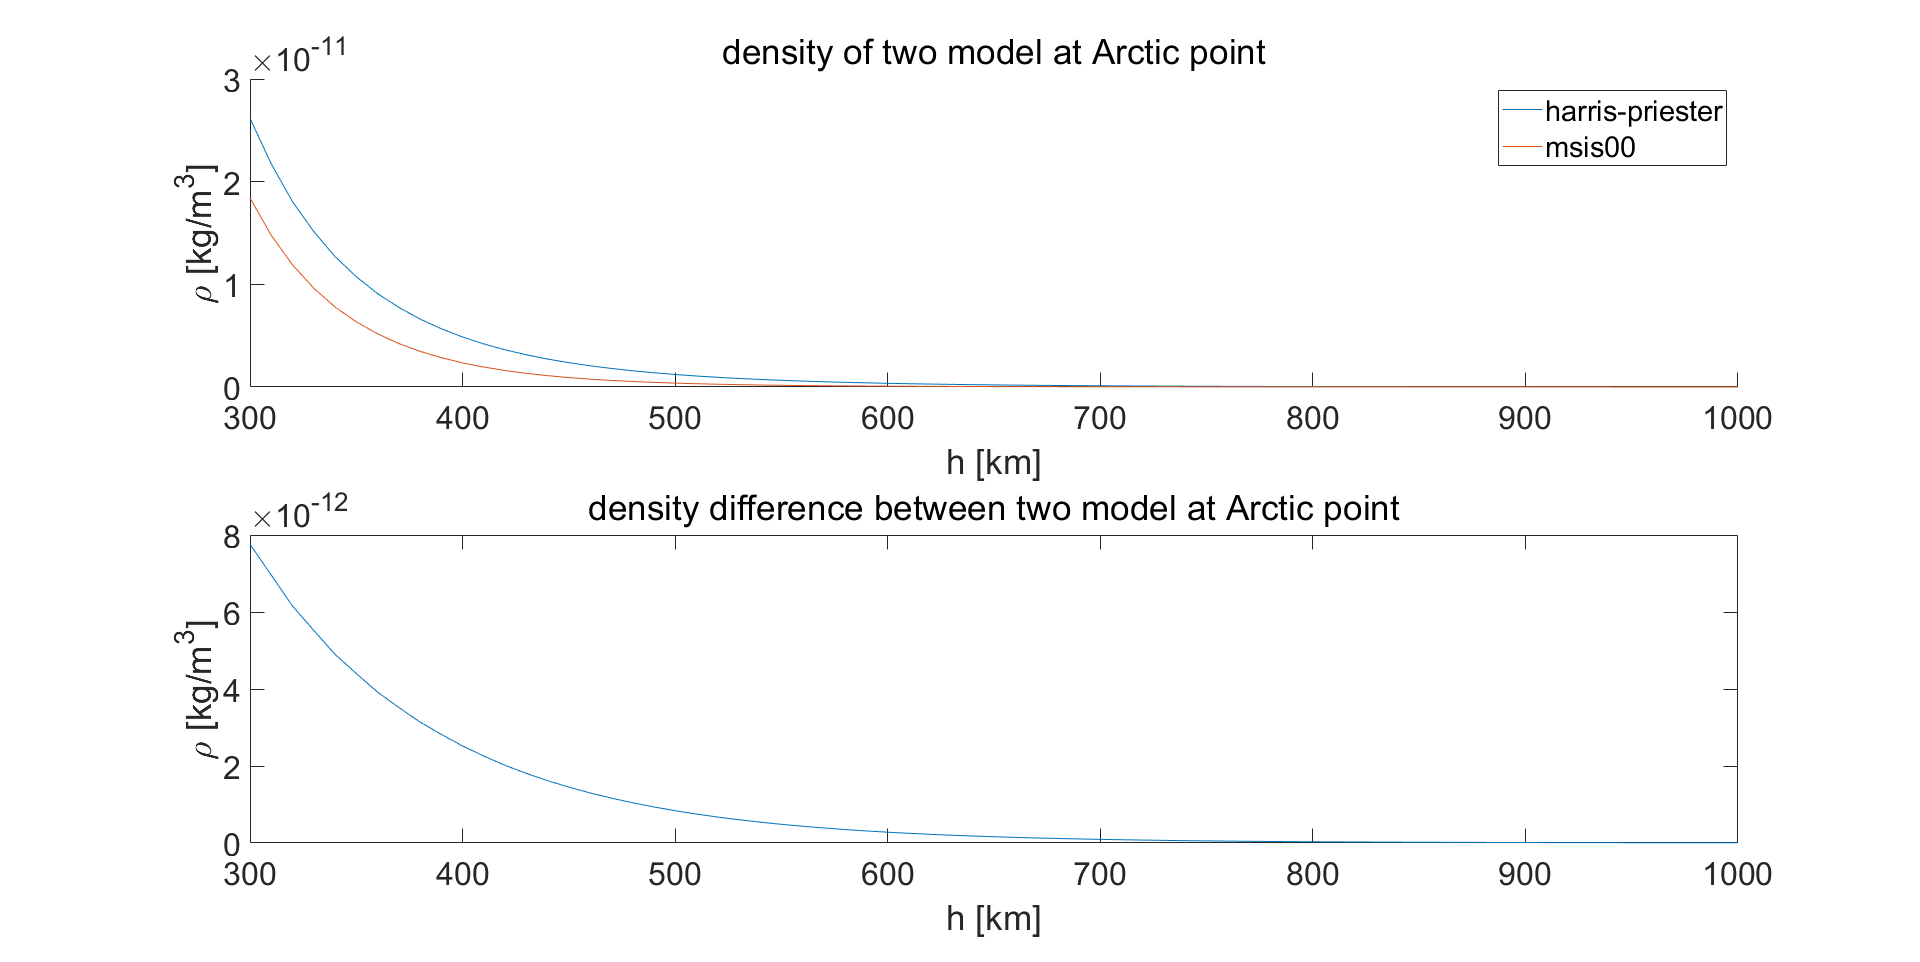 density of two model at Arctic point
×10^-11
3
2
1
0
ρ [kg/m^3]
harris-priester
msis00
300 400 500 600 700 800 900 1000
h [km]
density difference between two model at Arctic point
×10^-12
8
6
4
2
0
ρ [kg/m^3]
300 400 500 600 700 800 900 1000
h [km]